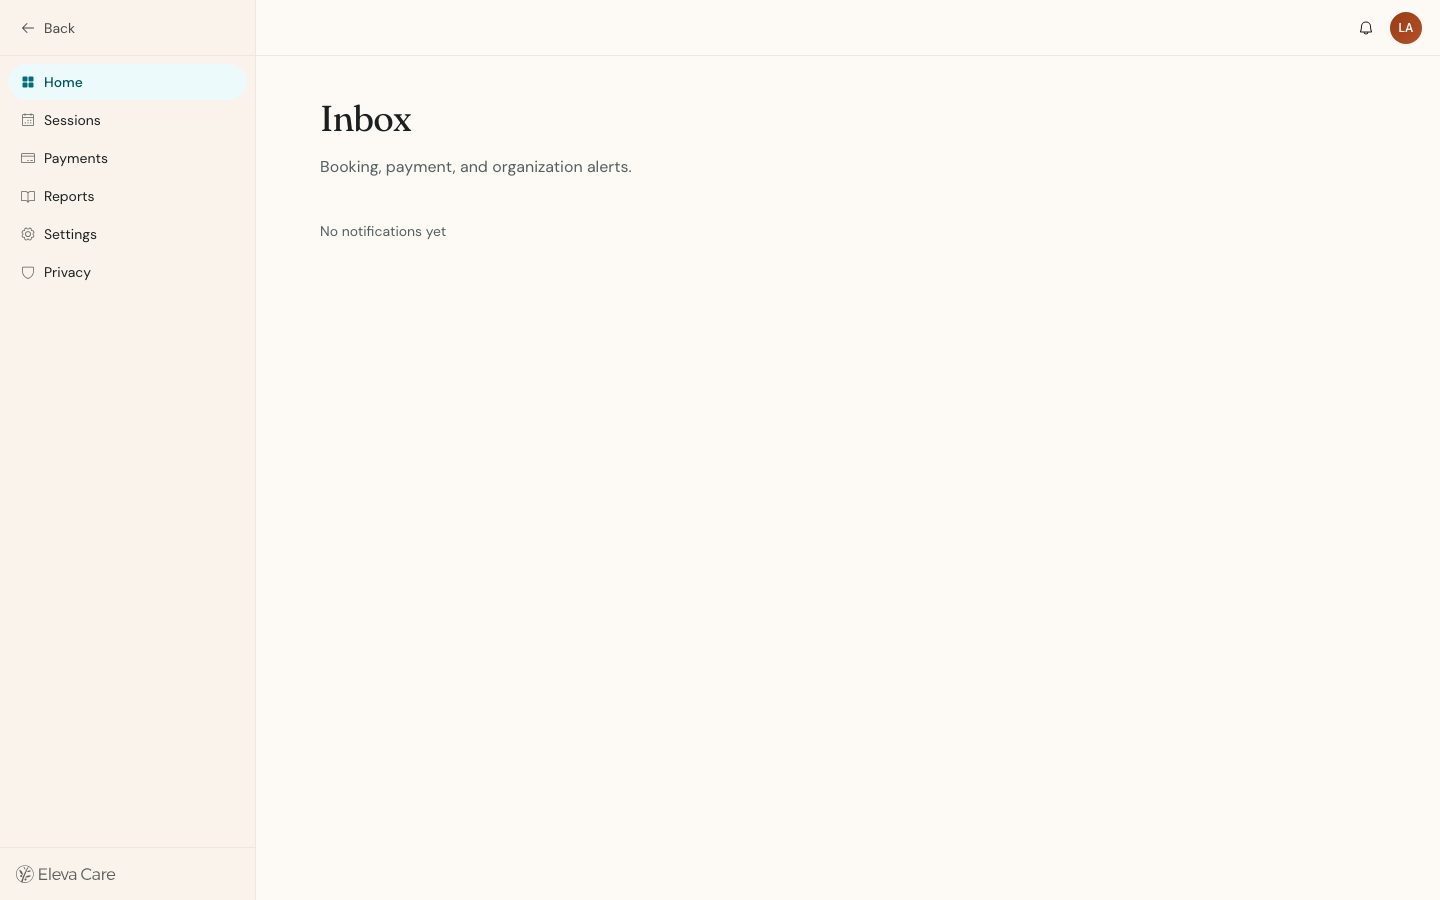 Back
LA
Home
Sessions
Payments
Reports
Settings
Privacy
Inbox
Booking, payment, and organization alerts.
No notifications yet
Eleva Care